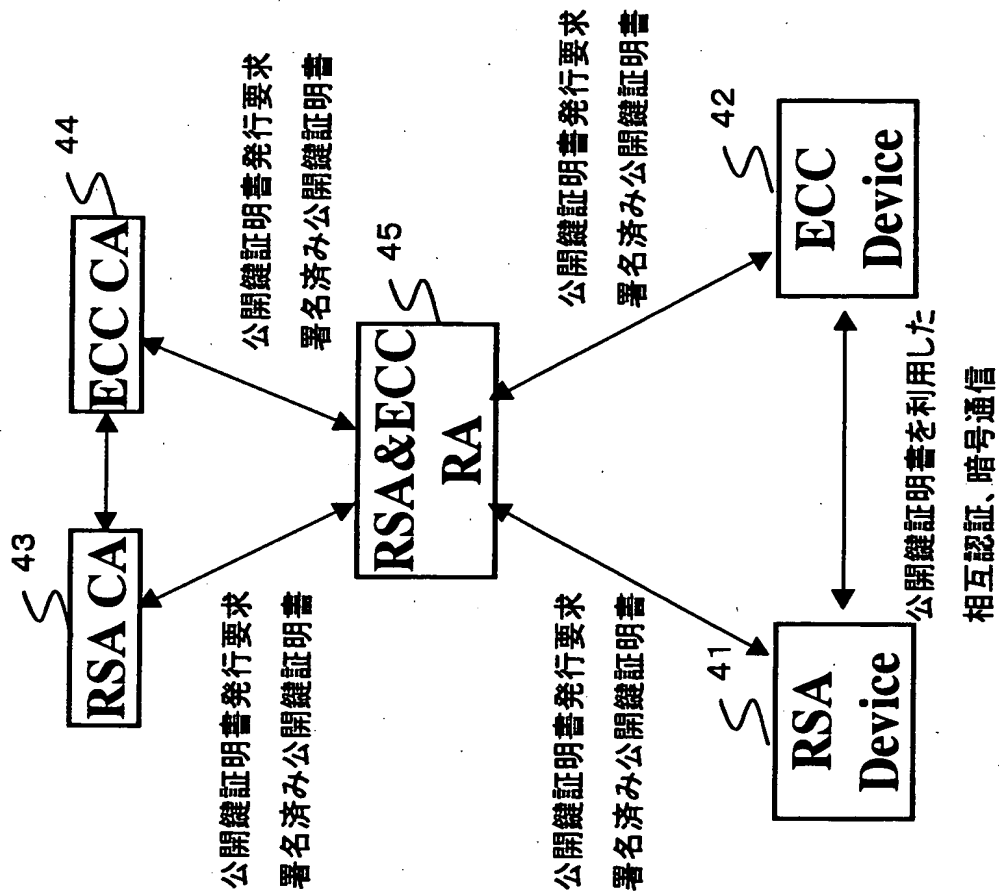 43
RSA CA
44
ECC CA
公開鍵証明書発行要求
署名済み公開鍵証明書
公開鍵証明書発行要求
署名済み公開鍵証明書
45
RSA&ECC
RA
公開鍵証明書発行要求
署名済み公開鍵証明書
公開鍵証明書発行要求
署名済み公開鍵証明書
41
RSA
Device
42
ECC
Device
公開鍵証明書を利用した
相互認証、暗号通信